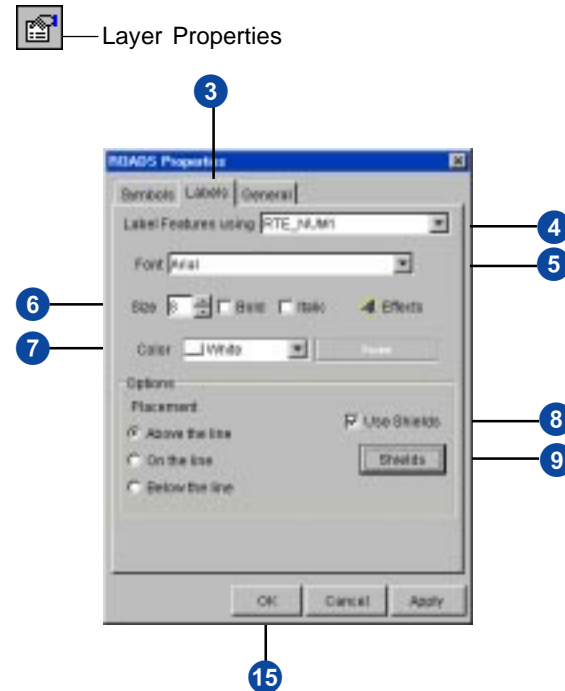 Layer Properties
3
ROADS Properties
Symbols Labels General
Label Features using RTE_NUM1 4
Font Arial 5
6 Size 8 Bold Italic Effects
7 Color White
Options
Placement
Use Shields 8
Above the line
On the line Shields 9
Below the line
OK Cancel Apply
15